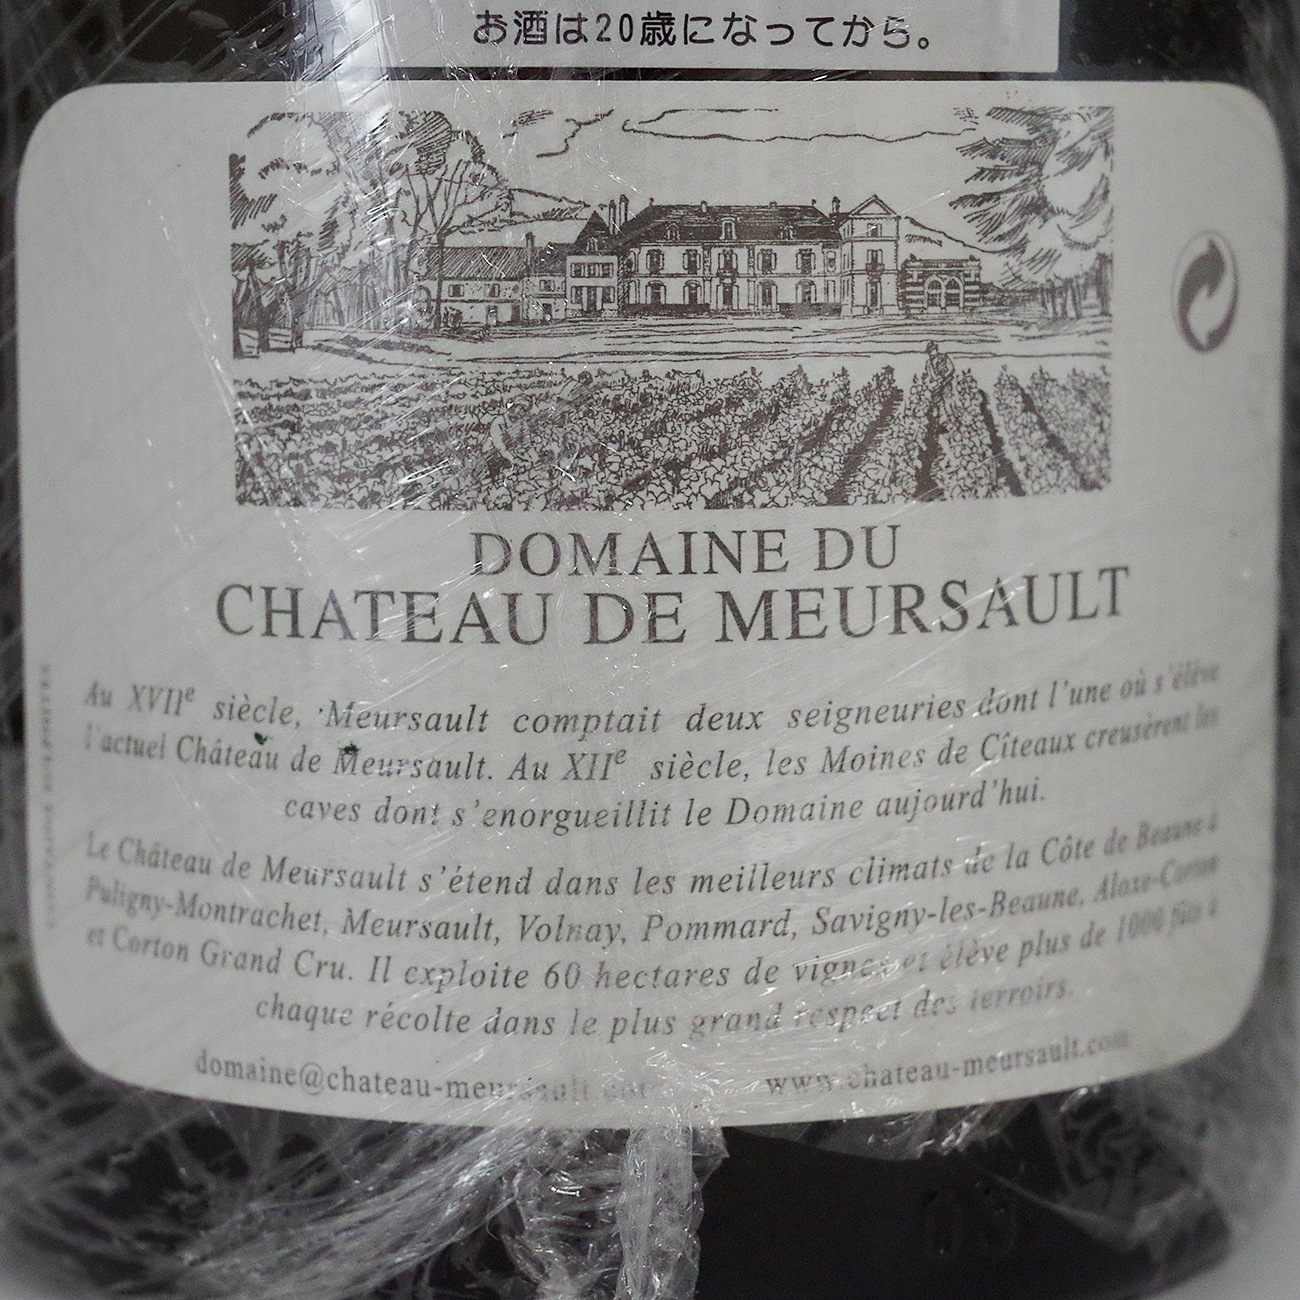 お酒は20歳になってから。
DOMAINE DU
CHATEAU DE MEURSAULT
Au XVIIe siècle, Meursault comptait deux seigneuries dont l'une où s'élève
l'actuel Château de Meursault. Au XIIe siècle, les Moines de Cîteaux creusèrent les
caves dont s'enorgueillit le Domaine aujourd'hui.
Le Château de Meursault s'étend dans les meilleurs climats de la Côte de Beaune à
Puligny-Montrachet, Meursault, Volnay, Pommard, Savigny-les-Beaune, Aloxe-Corton
et Corton Grand Cru. Il exploite 60 hectares de vignes et élève plus de 1000 fûts à
chaque récolte dans le plus grand respect des terroirs.
domaine@chateau-meursault.com www.chateau-meursault.com
CONTAINS SULPHITES